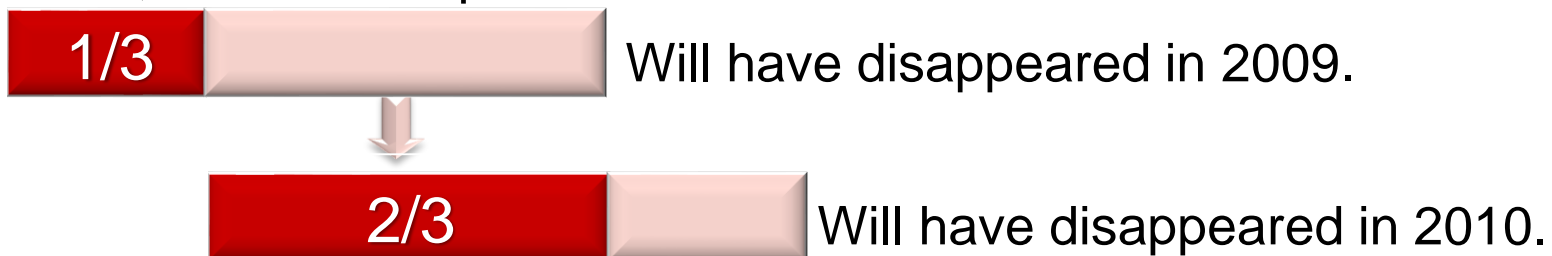 1/3 Will have disappeared in 2009.
2/3 Will have disappeared in 2010.